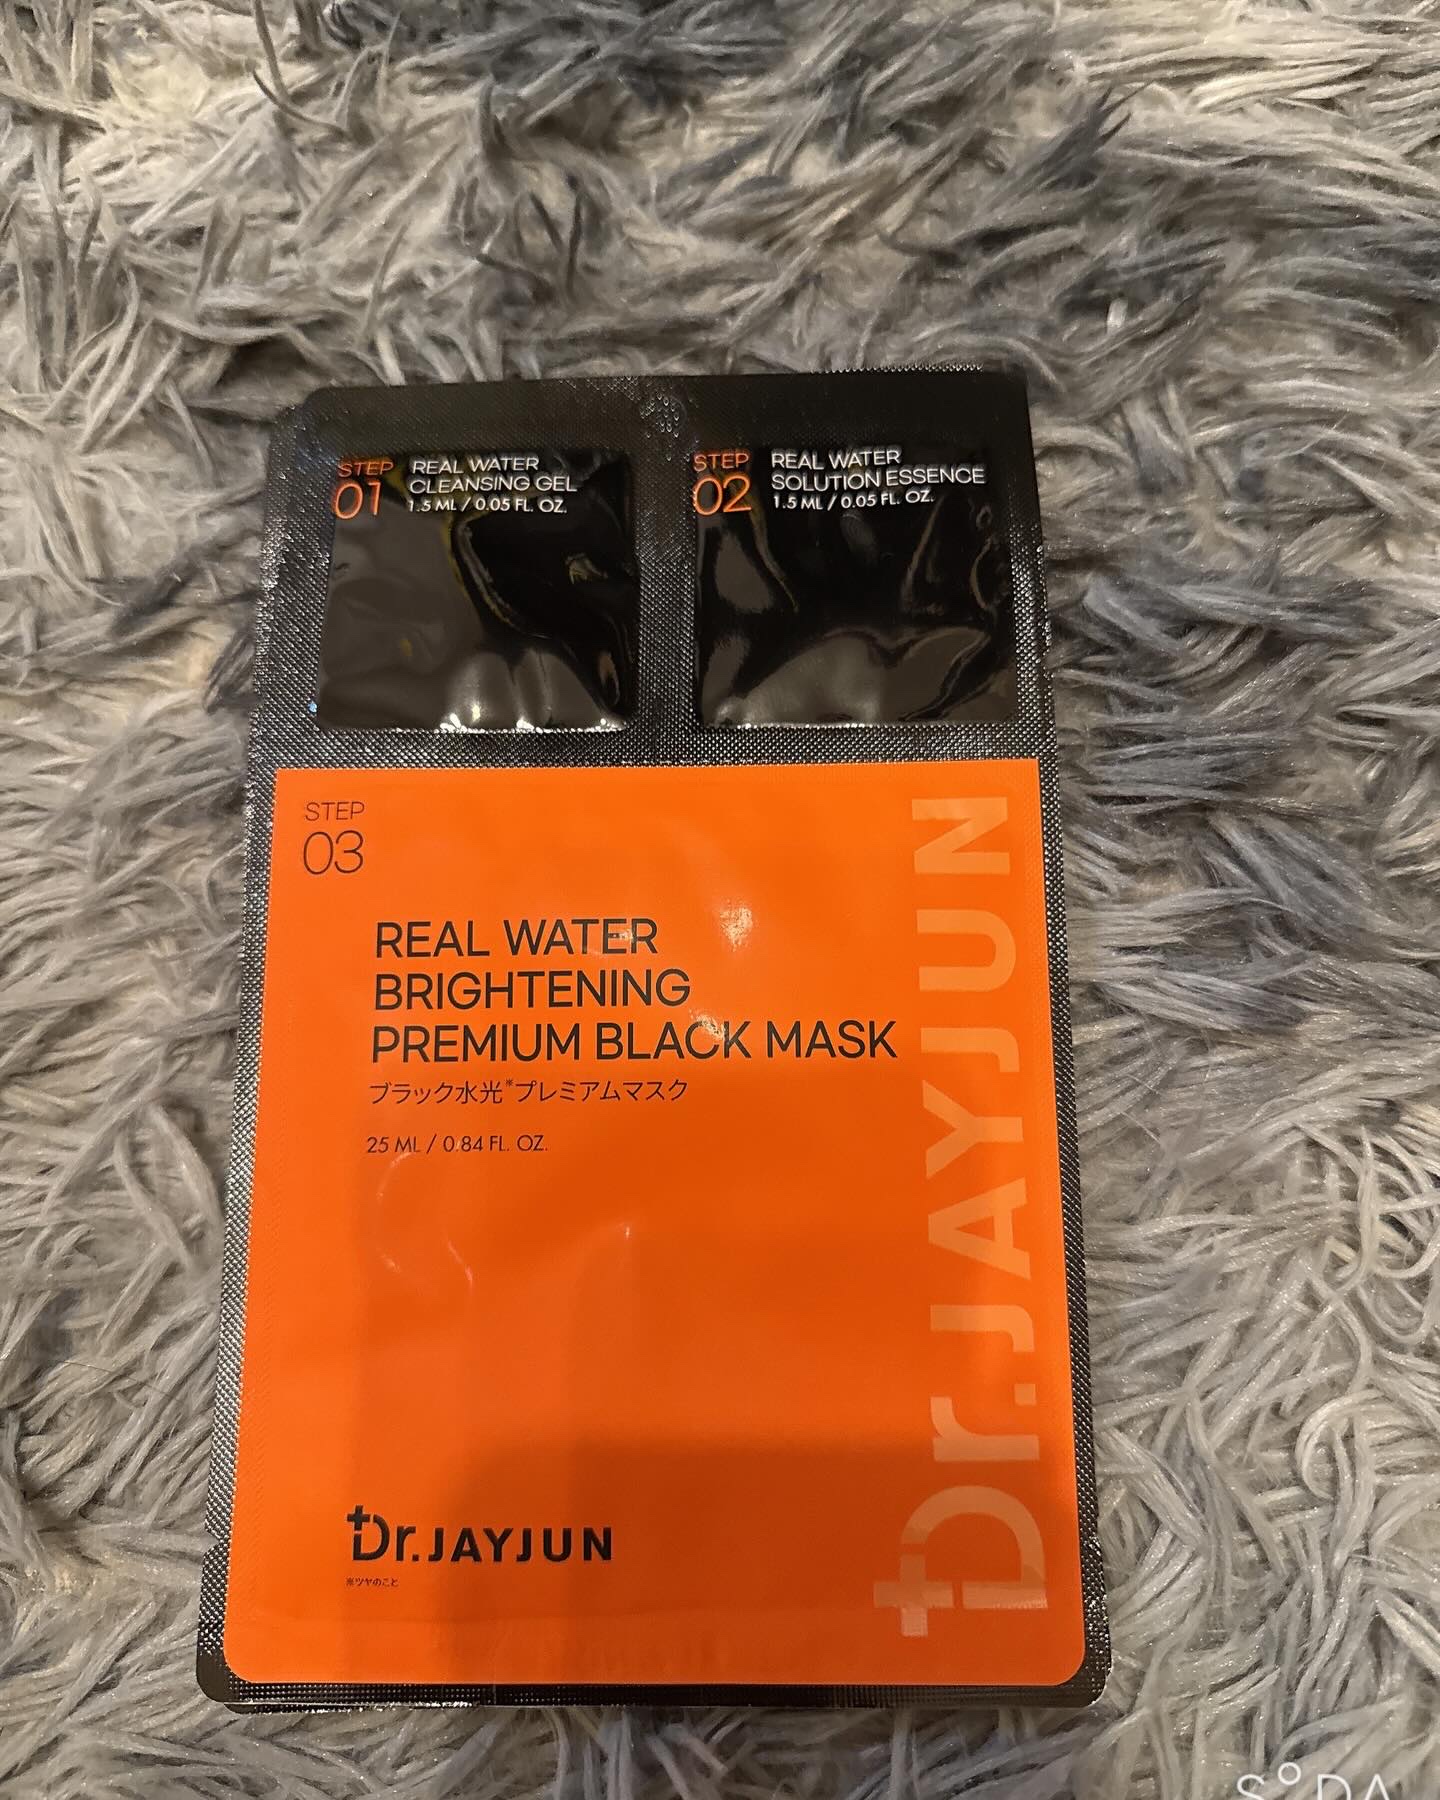 STEP
01
REAL WATER
CLEANSING GEL
1.5 ML / 0.05 FL. OZ.
STEP
02
REAL WATER
SOLUTION ESSENCE
1.5 ML / 0.05 FL. OZ.
STEP
03
REAL WATER
BRIGHTENING
PREMIUM BLACK MASK
ブラック水光※プレミアムマスク
25 ML / 0.84 FL. OZ.
Dr.JAYJUN
Dr.JAYJUN
※ツヤのこと
SODA